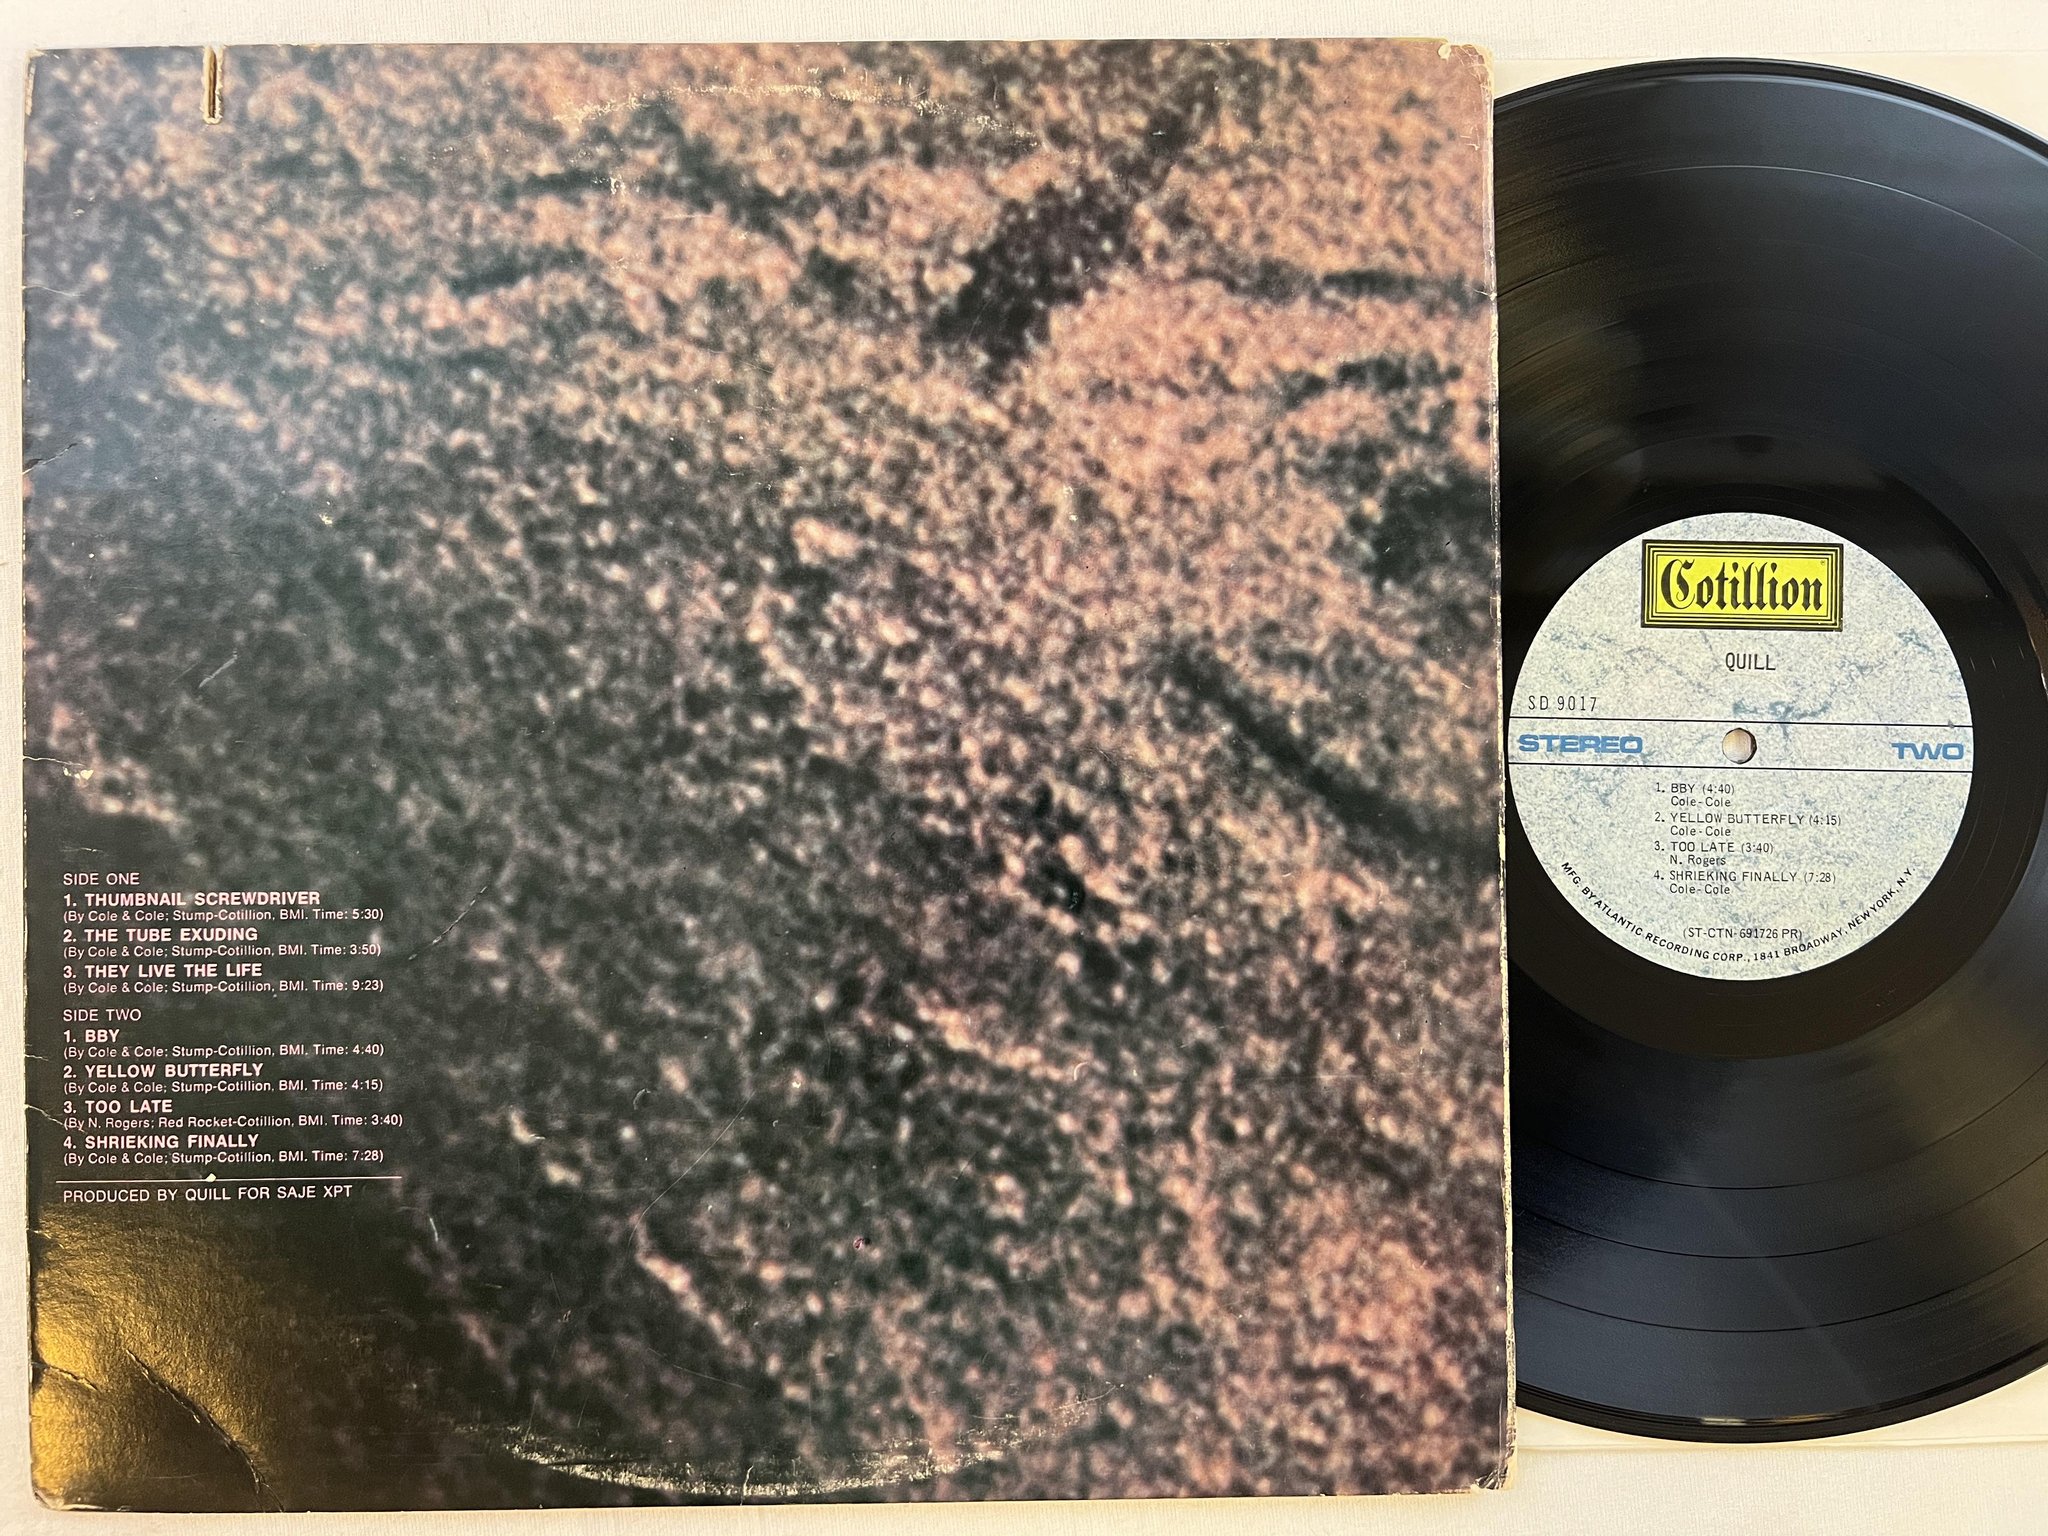 SIDE ONE
1. THUMBNAIL SCREWDRIVER
(By Cole & Cole; Stump-Cotillion, BMI. Time: 5:30)
2. THE TUBE EXUDING
(By Cole & Cole; Stump-Cotillion, BMI. Time: 3:50)
3. THEY LIVE THE LIFE
(By Cole & Cole; Stump-Cotillion, BMI. Time: 9:23)
SIDE TWO
1. BBY
(By Cole & Cole; Stump-Cotillion, BMI. Time: 4:40)
2. YELLOW BUTTERFLY
(By Cole & Cole; Stump-Cotillion, BMI. Time: 4:15)
3. TOO LATE
(By N. Rogers; Red Rocket-Cotillion, BMI. Time: 3:40)
4. SHRIEKING FINALLY
(By Cole & Cole; Stump-Cotillion, BMI. Time: 7:28)
PRODUCED BY QUILL FOR SAJE XPT
Cotillion
QUILL
SD 9017
STEREO TWO
1. BBY (4:40)
Cole-Cole
2. YELLOW BUTTERFLY (4:15)
Cole-Cole
3. TOO LATE (3:40)
N. Rogers
4. SHRIEKING FINALLY (7:28)
Cole-Cole
(ST-CTN-691726 PR)
MFG. BY ATLANTIC RECORDING CORP., 1841 BROADWAY, NEW YORK, N.Y.